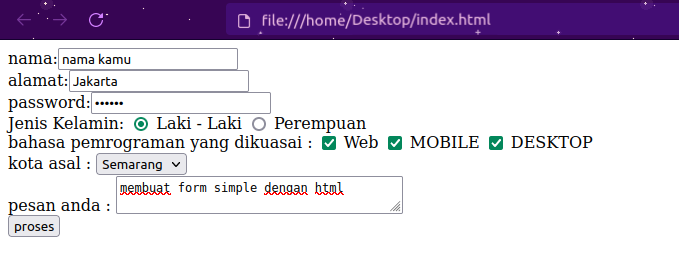 file:///home/Desktop/index.html
nama: nama kamu
alamat: Jakarta
password: ••••••
Jenis Kelamin: Laki - Laki Perempuan
bahasa pemrograman yang dikuasai : Web MOBILE DESKTOP
kota asal : Semarang
pesan anda : membuat form simple dengan html
proses